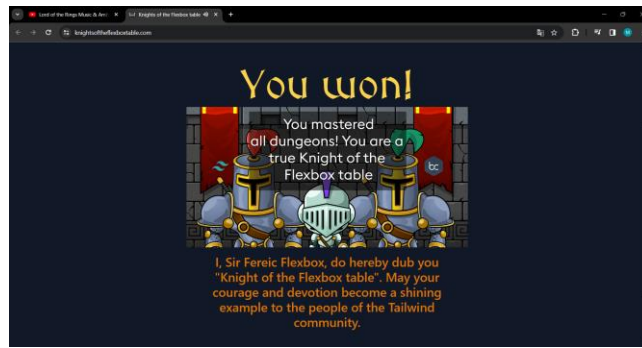 Lord of the Rings Music & Am
Knights of the Flexbox table
knightsoftheflexboxtable.com
You won!
You mastered
all dungeons! You are a
true Knight of the
Flexbox table
bc
I, Sir Fereic Flexbox, do hereby dub you
"Knight of the Flexbox table". May your
courage and devotion become a shining
example to the people of the Tailwind
community.